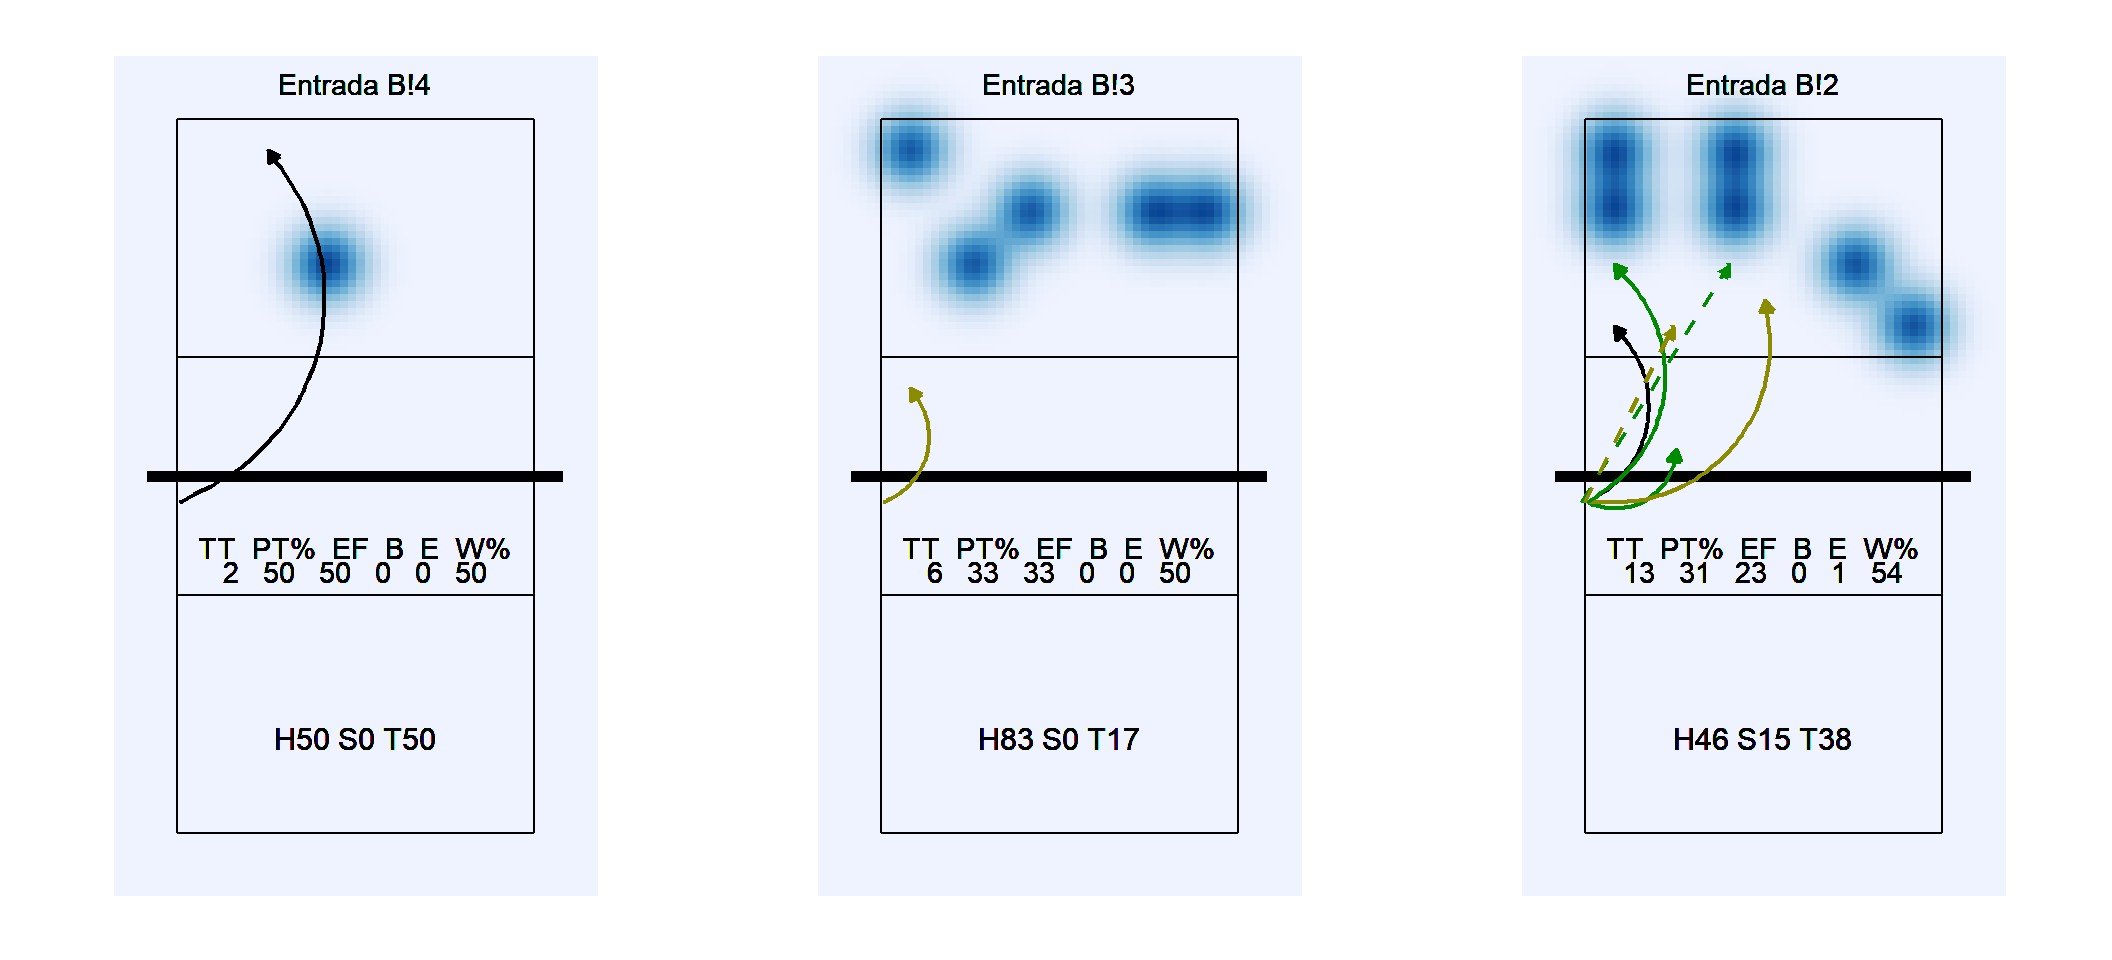 Entrada B!4
TT PT% EF B E W%
2 50 50 0 0 50
H50 S0 T50
Entrada B!3
TT PT% EF B E W%
6 33 33 0 0 50
H83 S0 T17
Entrada B!2
TT PT% EF B E W%
13 31 23 0 1 54
H46 S15 T38